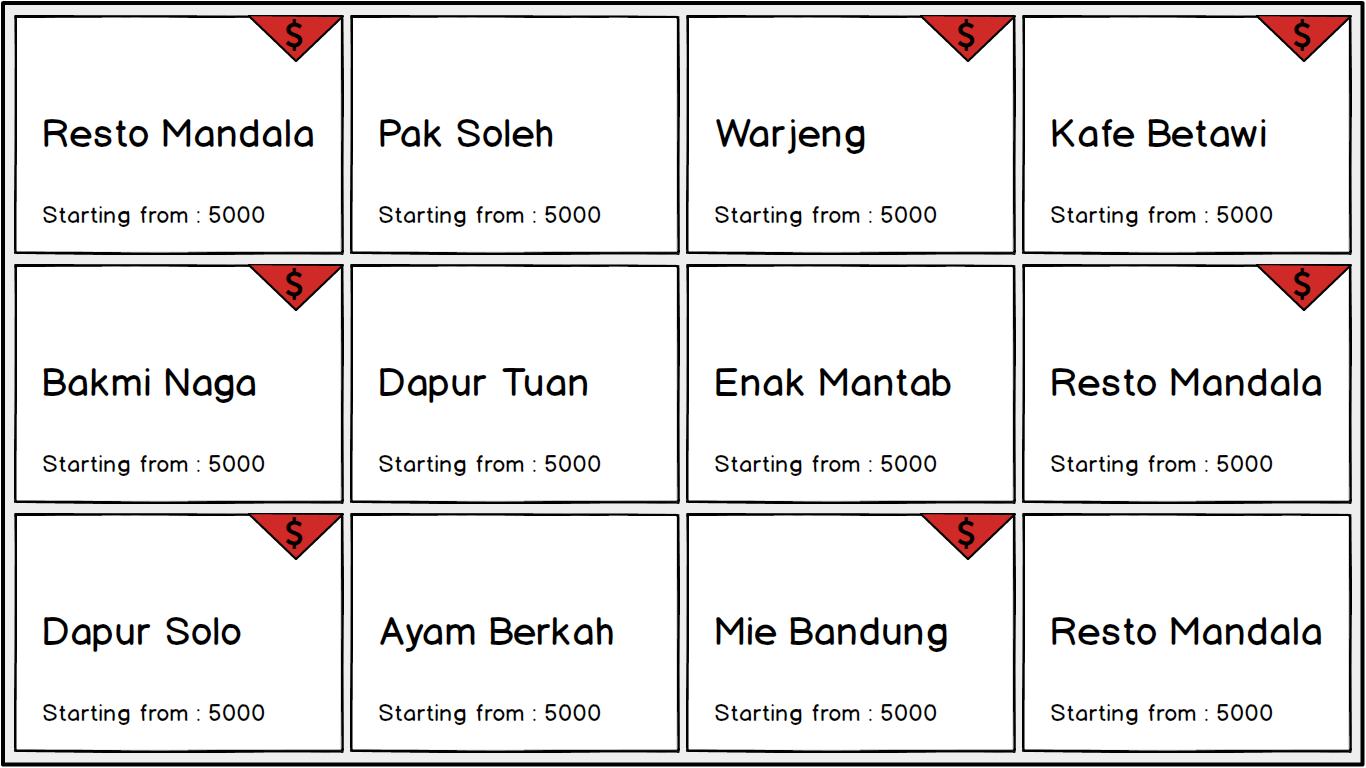 $
Resto Mandala
Starting from : 5000
Pak Soleh
Starting from : 5000
$
Warjeng
Starting from : 5000
$
Kafe Betawi
Starting from : 5000
$
Bakmi Naga
Starting from : 5000
Dapur Tuan
Starting from : 5000
Enak Mantab
Starting from : 5000
$
Resto Mandala
Starting from : 5000
$
Dapur Solo
Starting from : 5000
Ayam Berkah
Starting from : 5000
$
Mie Bandung
Starting from : 5000
Resto Mandala
Starting from : 5000